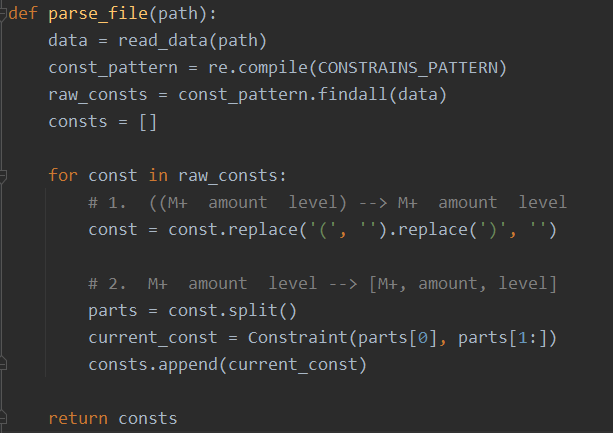 def parse_file(path):
    data = read_data(path)
    const_pattern = re.compile(CONSTRAINS_PATTERN)
    raw_consts = const_pattern.findall(data)
    consts = []

    for const in raw_consts:
        # 1.  ((M+  amount  level) --> M+  amount  level
        const = const.replace('(', '').replace(')', '')

        # 2.  M+  amount  level --> [M+, amount, level]
        parts = const.split()
        current_const = Constraint(parts[0], parts[1:])
        consts.append(current_const)

    return consts